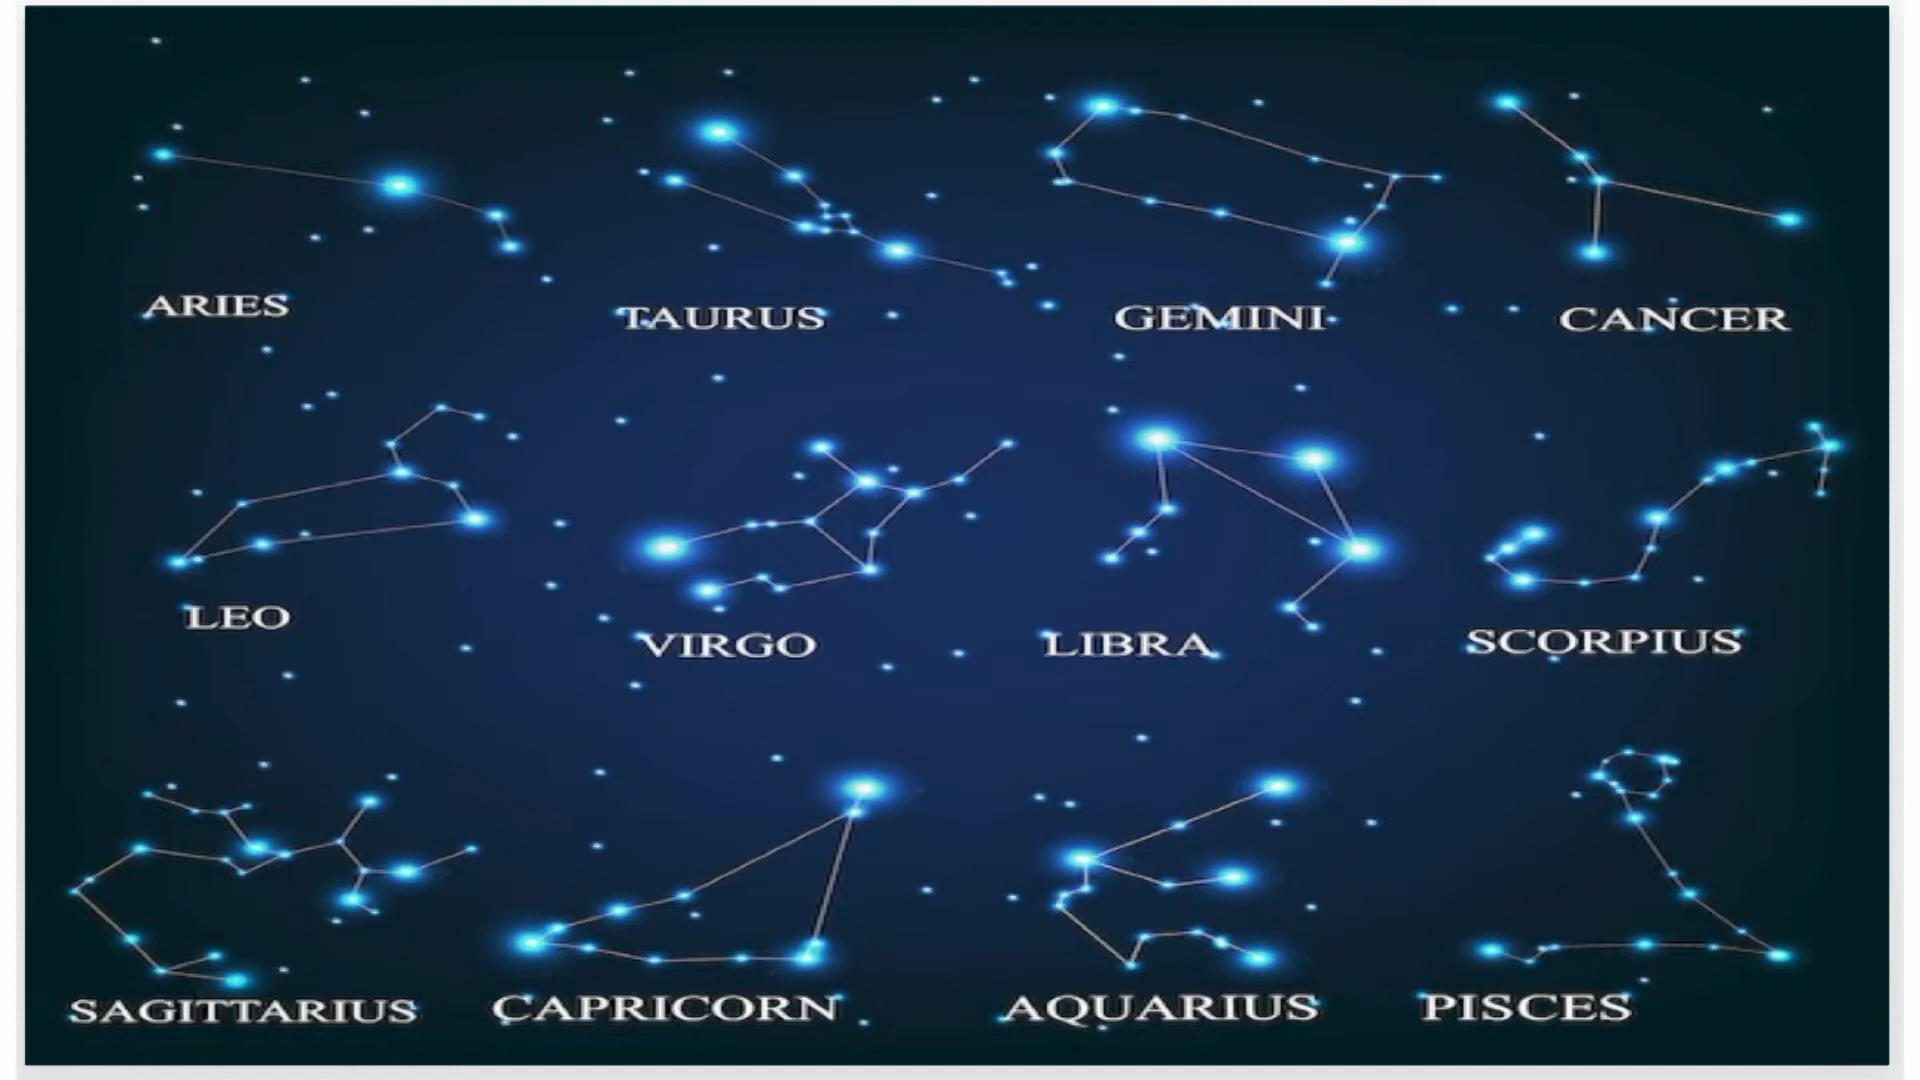 ARIES
TAURUS
GEMINI
CANCER
LEO
VIRGO
LIBRA
SCORPIUS
SAGITTARIUS
CAPRICORN
AQUARIUS
PISCES